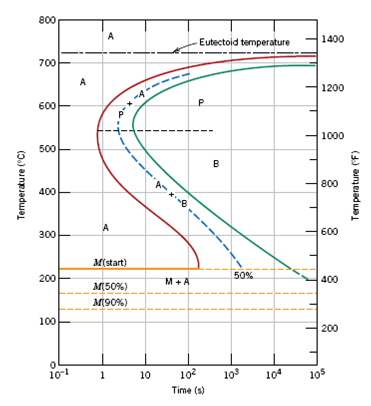 800
700
600
500
400
300
200
100
0
Temperature (°C)
1400
1200
1000
800
600
400
200
Temperature (°F)
A
Eutectoid temperature
A
A
+
P
P
B
A
+
B
A
M(start)
M(50%)
M(90%)
M + A
50%
10⁻¹ 1 10 10² 10³ 10⁴ 10⁵
Time (s)